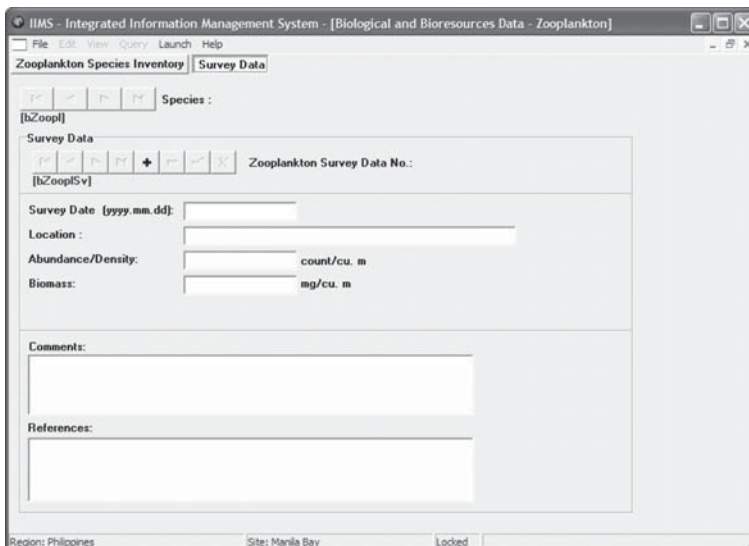 IIMS - Integrated Information Management System - [Biological and Bioresources Data - Zooplankton]
File Edit View Query Launch Help
Zooplankton Species Inventory Survey Data
Species :
[bZoopl]
Survey Data
Zooplankton Survey Data No.:
[bZooplSv]
Survey Date (yyyy.mm.dd):
Location :
Abundance/Density: count/cu. m
Biomass: mg/cu. m
Comments:
References:
Region: Philippines Site: Manila Bay Locked